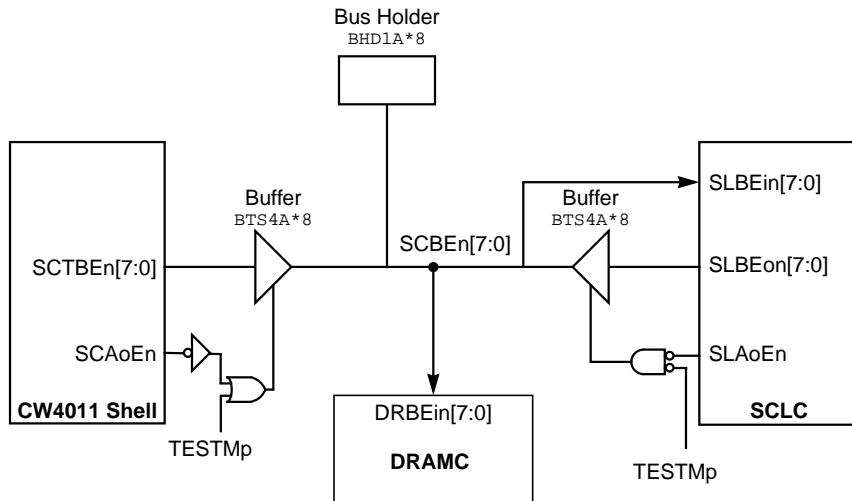 Bus Holder
BHD1A*8
Buffer
BTS4A*8
Buffer
BTS4A*8
SLBEin[7:0]
SCBEn[7:0]
SCTBEn[7:0]
SLBEon[7:0]
SCAoEn
SLAoEn
CW4011 Shell
DRBEin[7:0]
SCLC
TESTMp
DRAMC
TESTMp